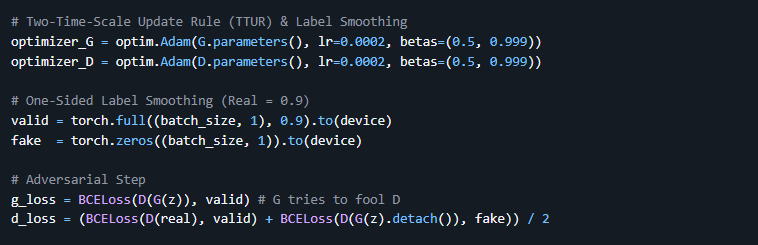 # Two-Time-Scale Update Rule (TTUR) & Label Smoothing
optimizer_G = optim.Adam(G.parameters(), lr=0.0002, betas=(0.5, 0.999))
optimizer_D = optim.Adam(D.parameters(), lr=0.0002, betas=(0.5, 0.999))
# One-Sided Label Smoothing (Real = 0.9)
valid = torch.full((batch_size, 1), 0.9).to(device)
fake  = torch.zeros((batch_size, 1)).to(device)
# Adversarial Step
g_loss = BCELoss(D(G(z)), valid) # G tries to fool D
d_loss = (BCELoss(D(real), valid) + BCELoss(D(G(z).detach()), fake)) / 2